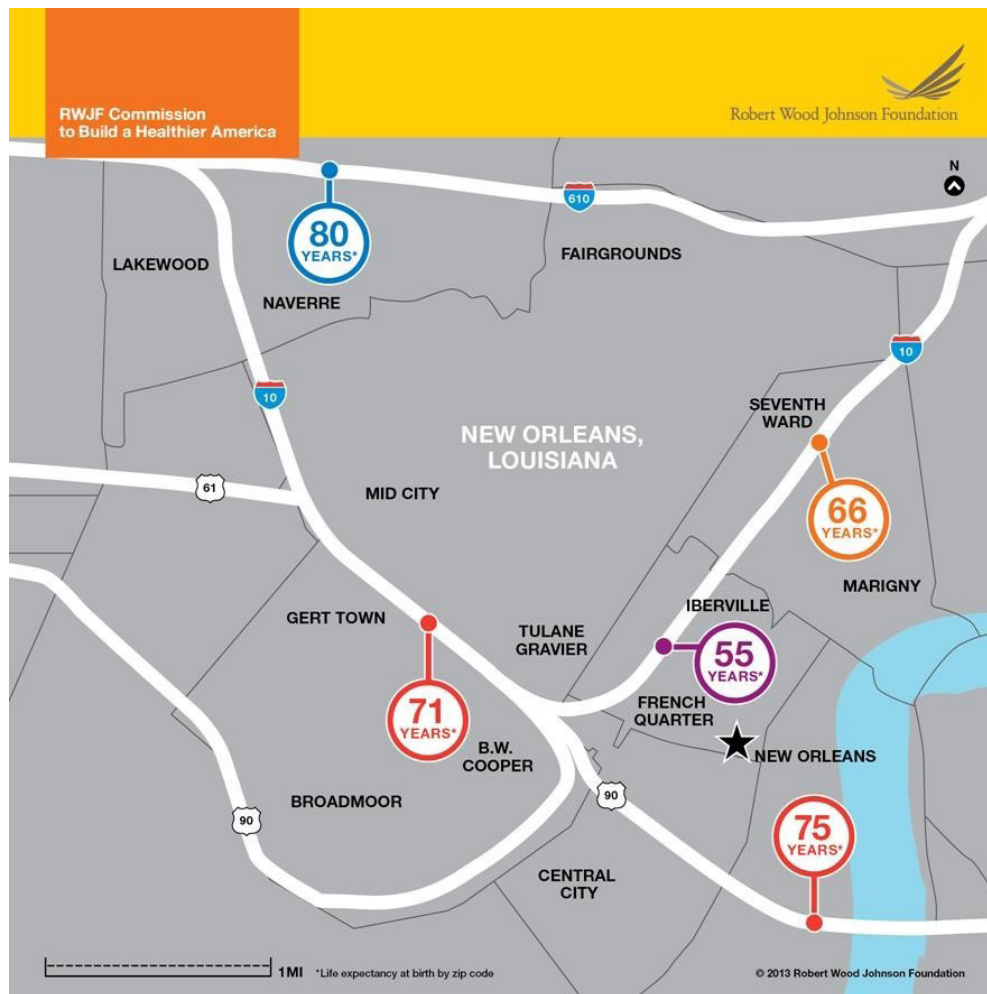 RWJF Commission
to Build a Healthier America
Robert Wood Johnson Foundation
N
610
80
YEARS*
LAKEWOOD
FAIRGROUNDS
NAVERRE
10
10
SEVENTH
WARD
NEW ORLEANS,
LOUISIANA
61
MID CITY
66
YEARS*
MARIGNY
IBERVILLE
GERT TOWN
TULANE
GRAVIER
55
YEARS*
FRENCH
QUARTER
71
YEARS*
B.W.
COOPER
NEW ORLEANS
BROADMOOR
90
90
75
YEARS*
CENTRAL
CITY
1MI
*Life expectancy at birth by zip code
© 2013 Robert Wood Johnson Foundation